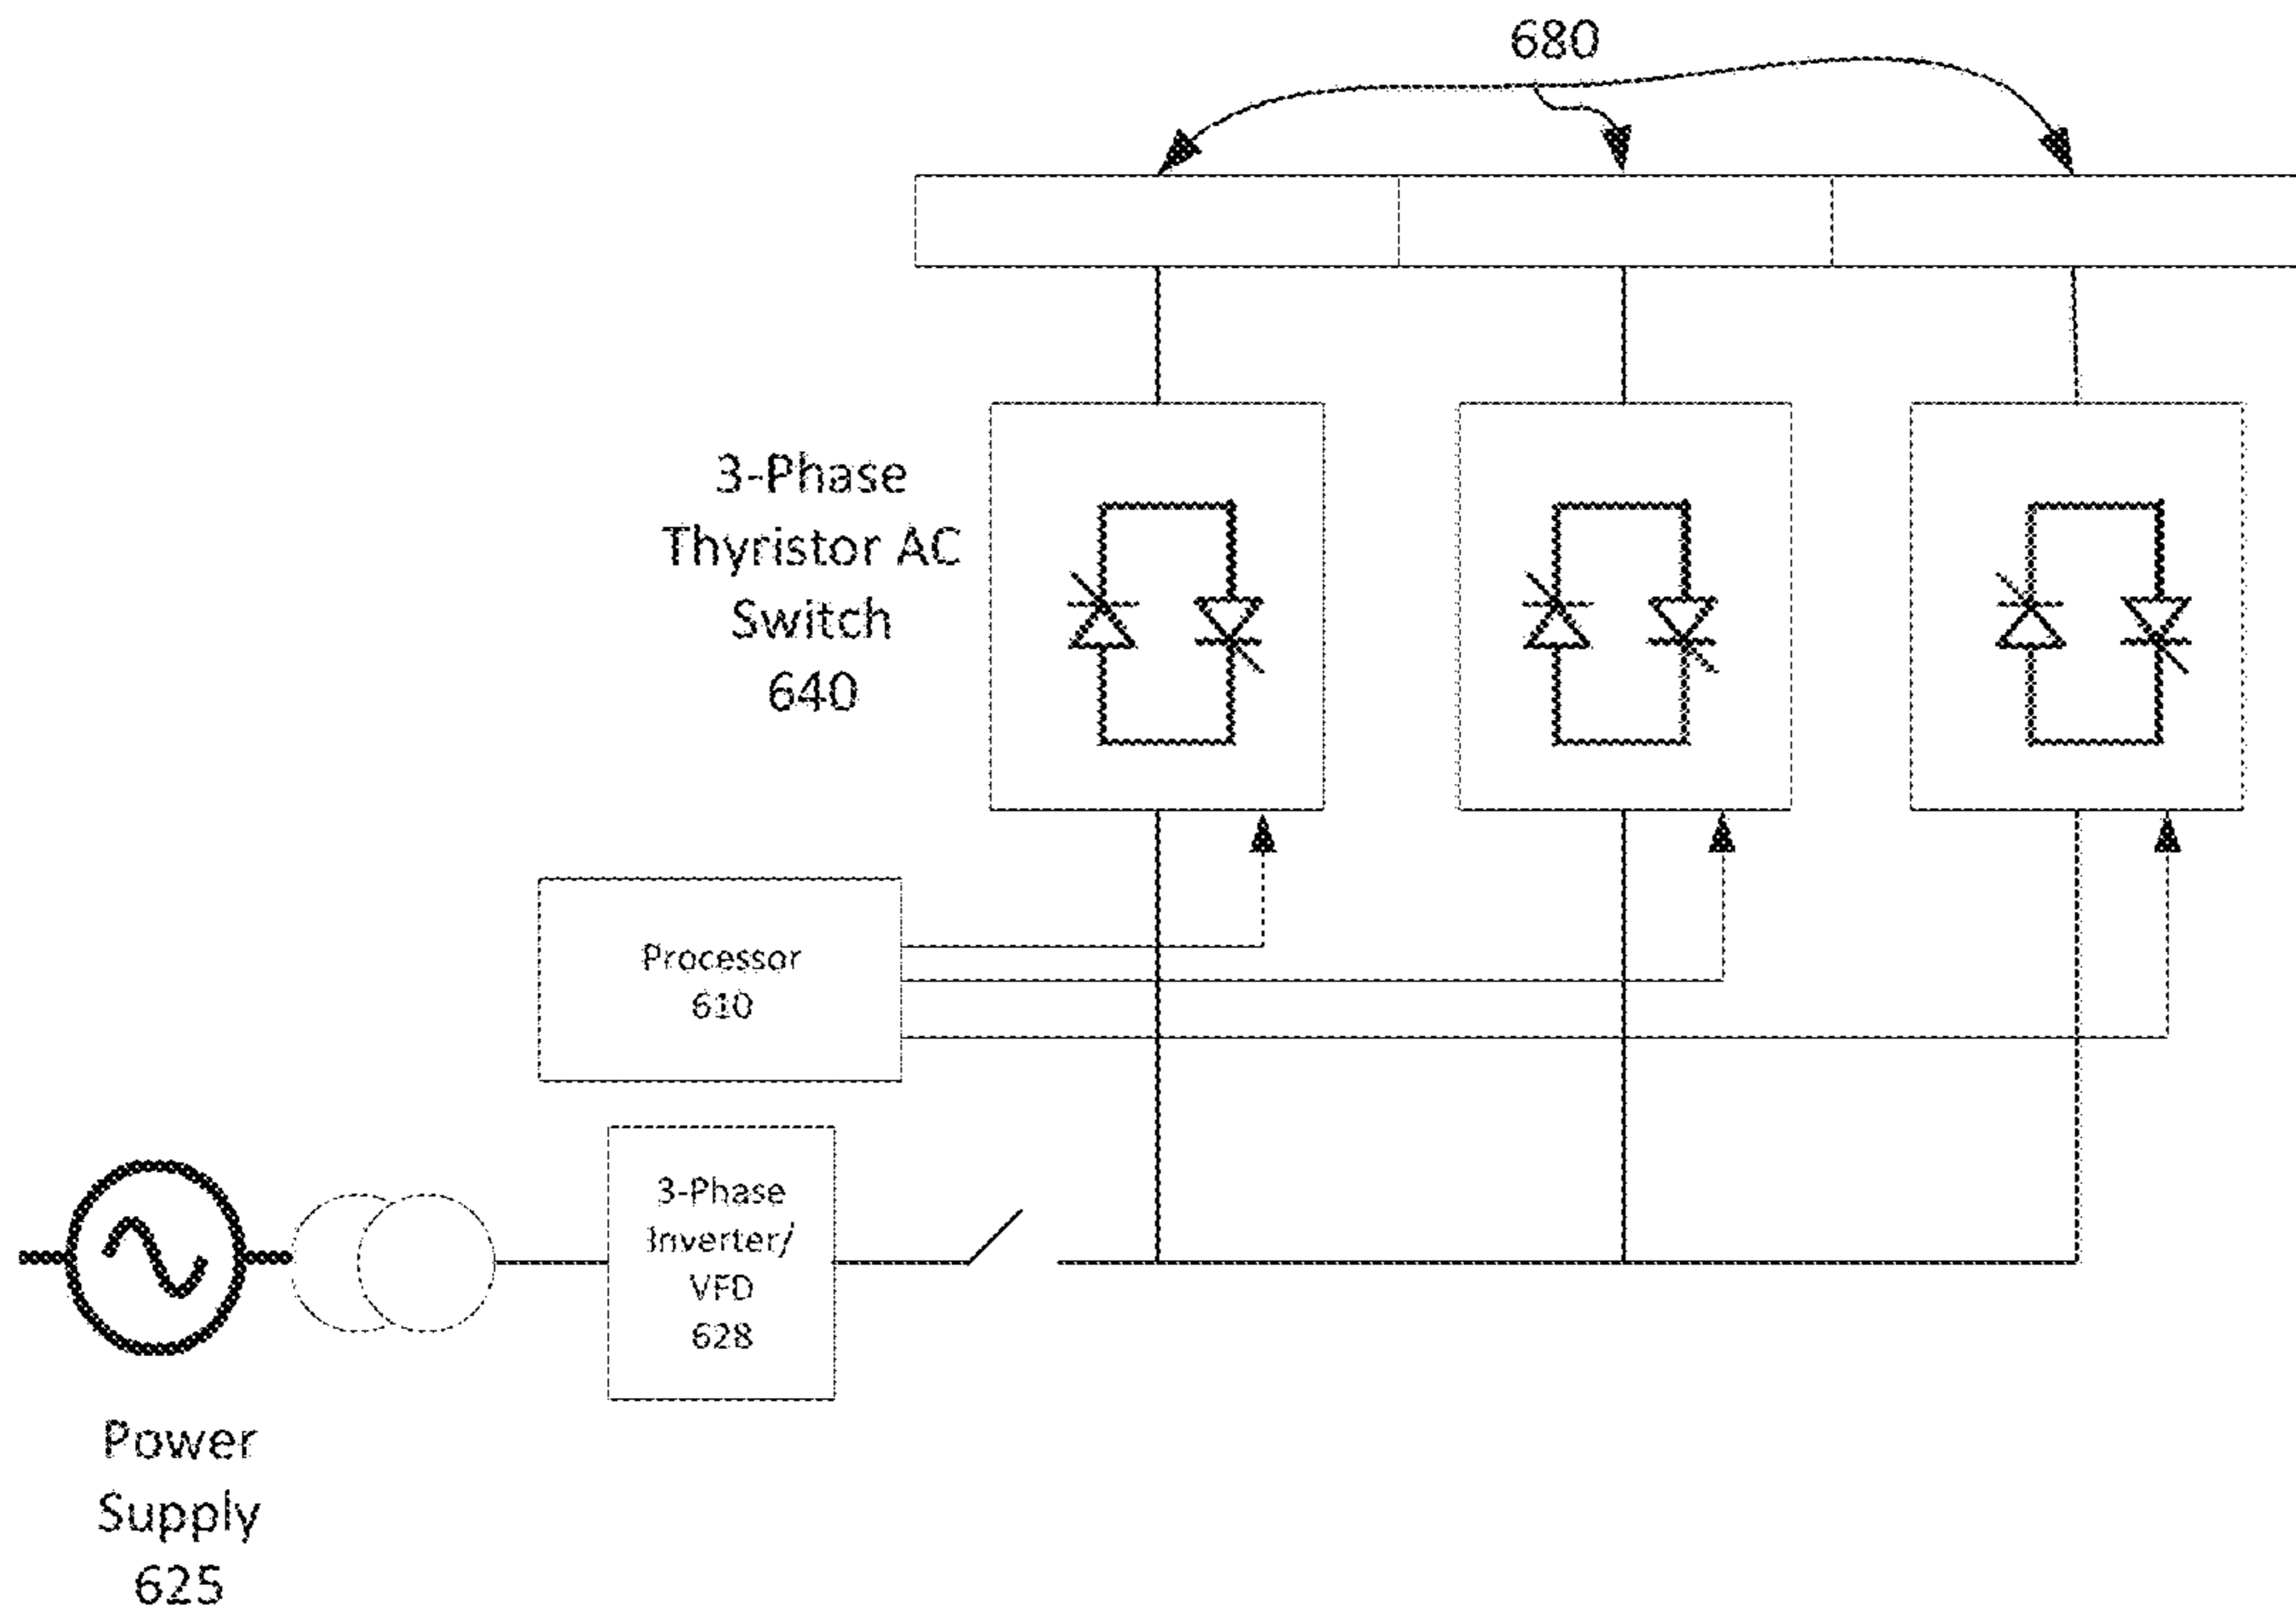 680
3-Phase
Thyristor AC
Switch
640
Processor
610
3-Phase
Inverter/
VFD
628
Power
Supply
625